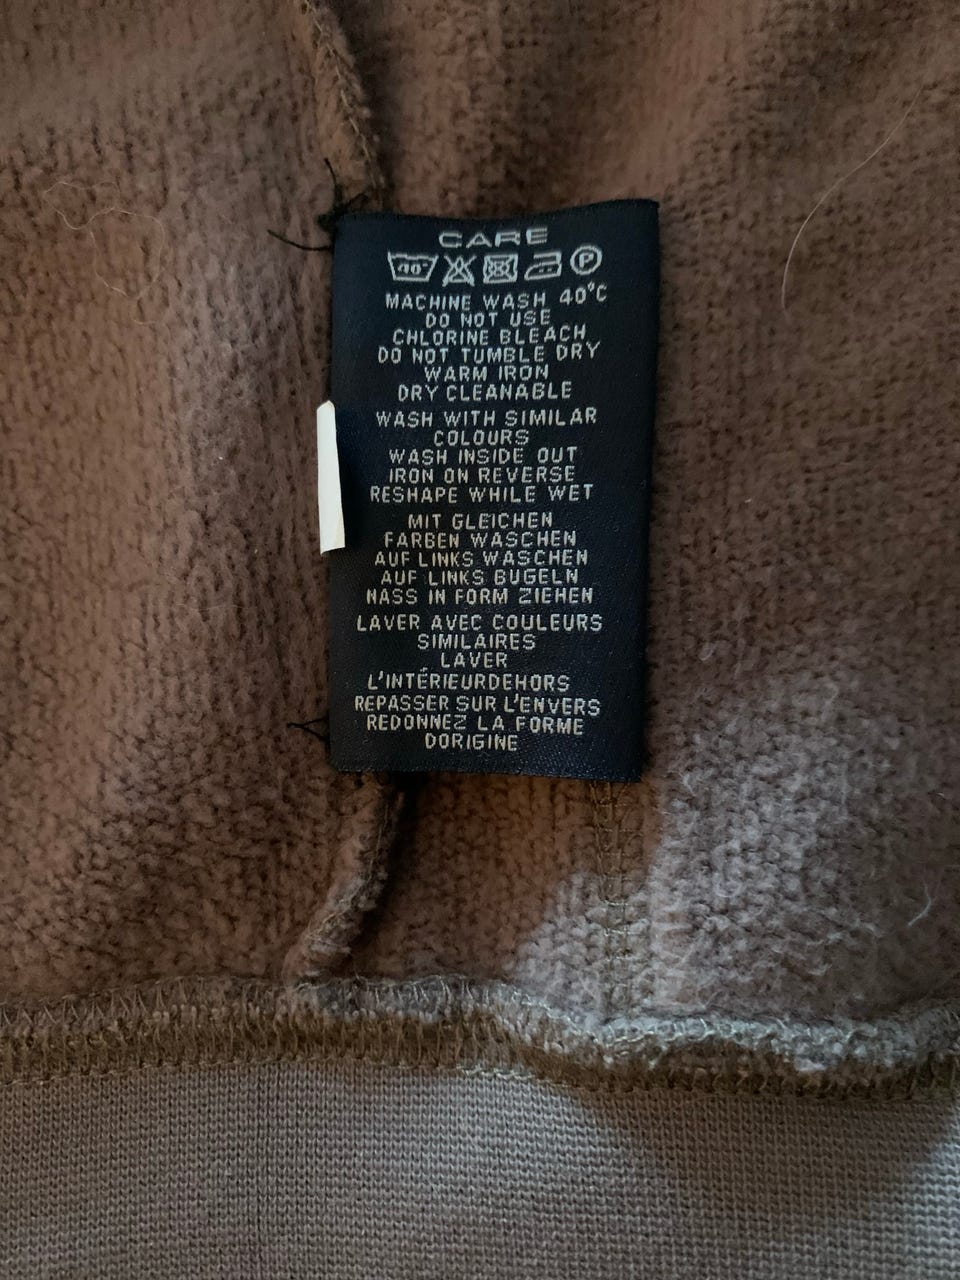 CARE
40° P
MACHINE WASH 40°C
DO NOT USE
CHLORINE BLEACH
DO NOT TUMBLE DRY
WARM IRON
DRY CLEANABLE
WASH WITH SIMILAR
COLOURS
WASH INSIDE OUT
IRON ON REVERSE
RESHAPE WHILE WET
MIT GLEICHEN
FARBEN WASCHEN
AUF LINKS WASCHEN
AUF LINKS BUGELN
NASS IN FORM ZIEHEN
LAVER AVEC COULEURS
SIMILAIRES
LAVER
L'INTÉRIEURDEHORS
REPASSER SUR L'ENVERS
REDONNEZ LA FORME
DORIGINE